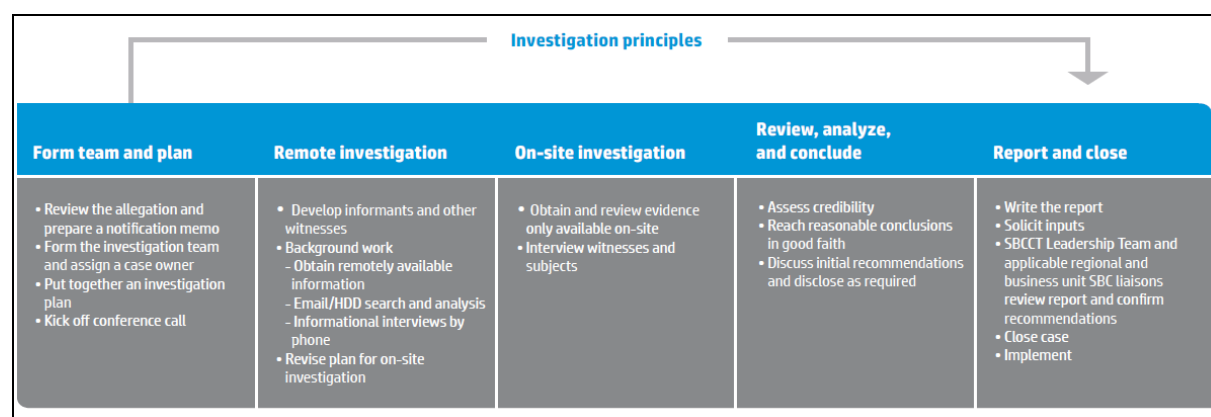 Investigation principles
Form team and plan
• Review the allegation and
prepare a notification memo
• Form the investigation team
and assign a case owner
• Put together an investigation
plan
• Kick off conference call
Remote investigation
• Develop informants and other
witnesses
• Background work
- Obtain remotely available
information
- Email/HDD search and analysis
- Informational interviews by
phone
• Revise plan for on-site
investigation
On-site investigation
• Obtain and review evidence
only available on-site
• Interview witnesses and
subjects
Review, analyze,
and conclude
• Assess credibility
• Reach reasonable conclusions
in good faith
• Discuss initial recommendations
and disclose as required
Report and close
• Write the report
• Solicit inputs
• SBCCT Leadership Team and
applicable regional and
business unit SBC liaisons
review report and confirm
recommendations
• Close case
• Implement